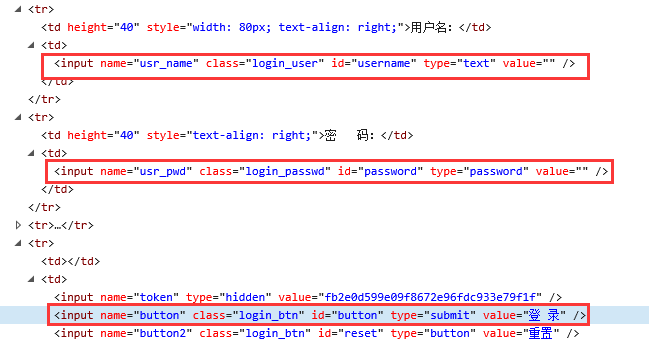 <tr>
<td height="40" style="width: 80px; text-align: right;">用户名：</td>
<td>
<input name="usr_name" class="login_user" id="username" type="text" value="" />
</td>
</tr>
<tr>
<td height="40" style="text-align: right;">密　码：</td>
<td>
<input name="usr_pwd" class="login_passwd" id="password" type="password" value="" />
</td>
</tr>
<tr>…</tr>
<tr>
<td></td>
<td>
<input name="token" type="hidden" value="fb2e0d599e09f8672e96fdc933e79f1f" />
<input name="button" class="login_btn" id="button" type="submit" value="登 录" />
<input name="button2" class="login_btn" id="reset" type="button" value="重置" />